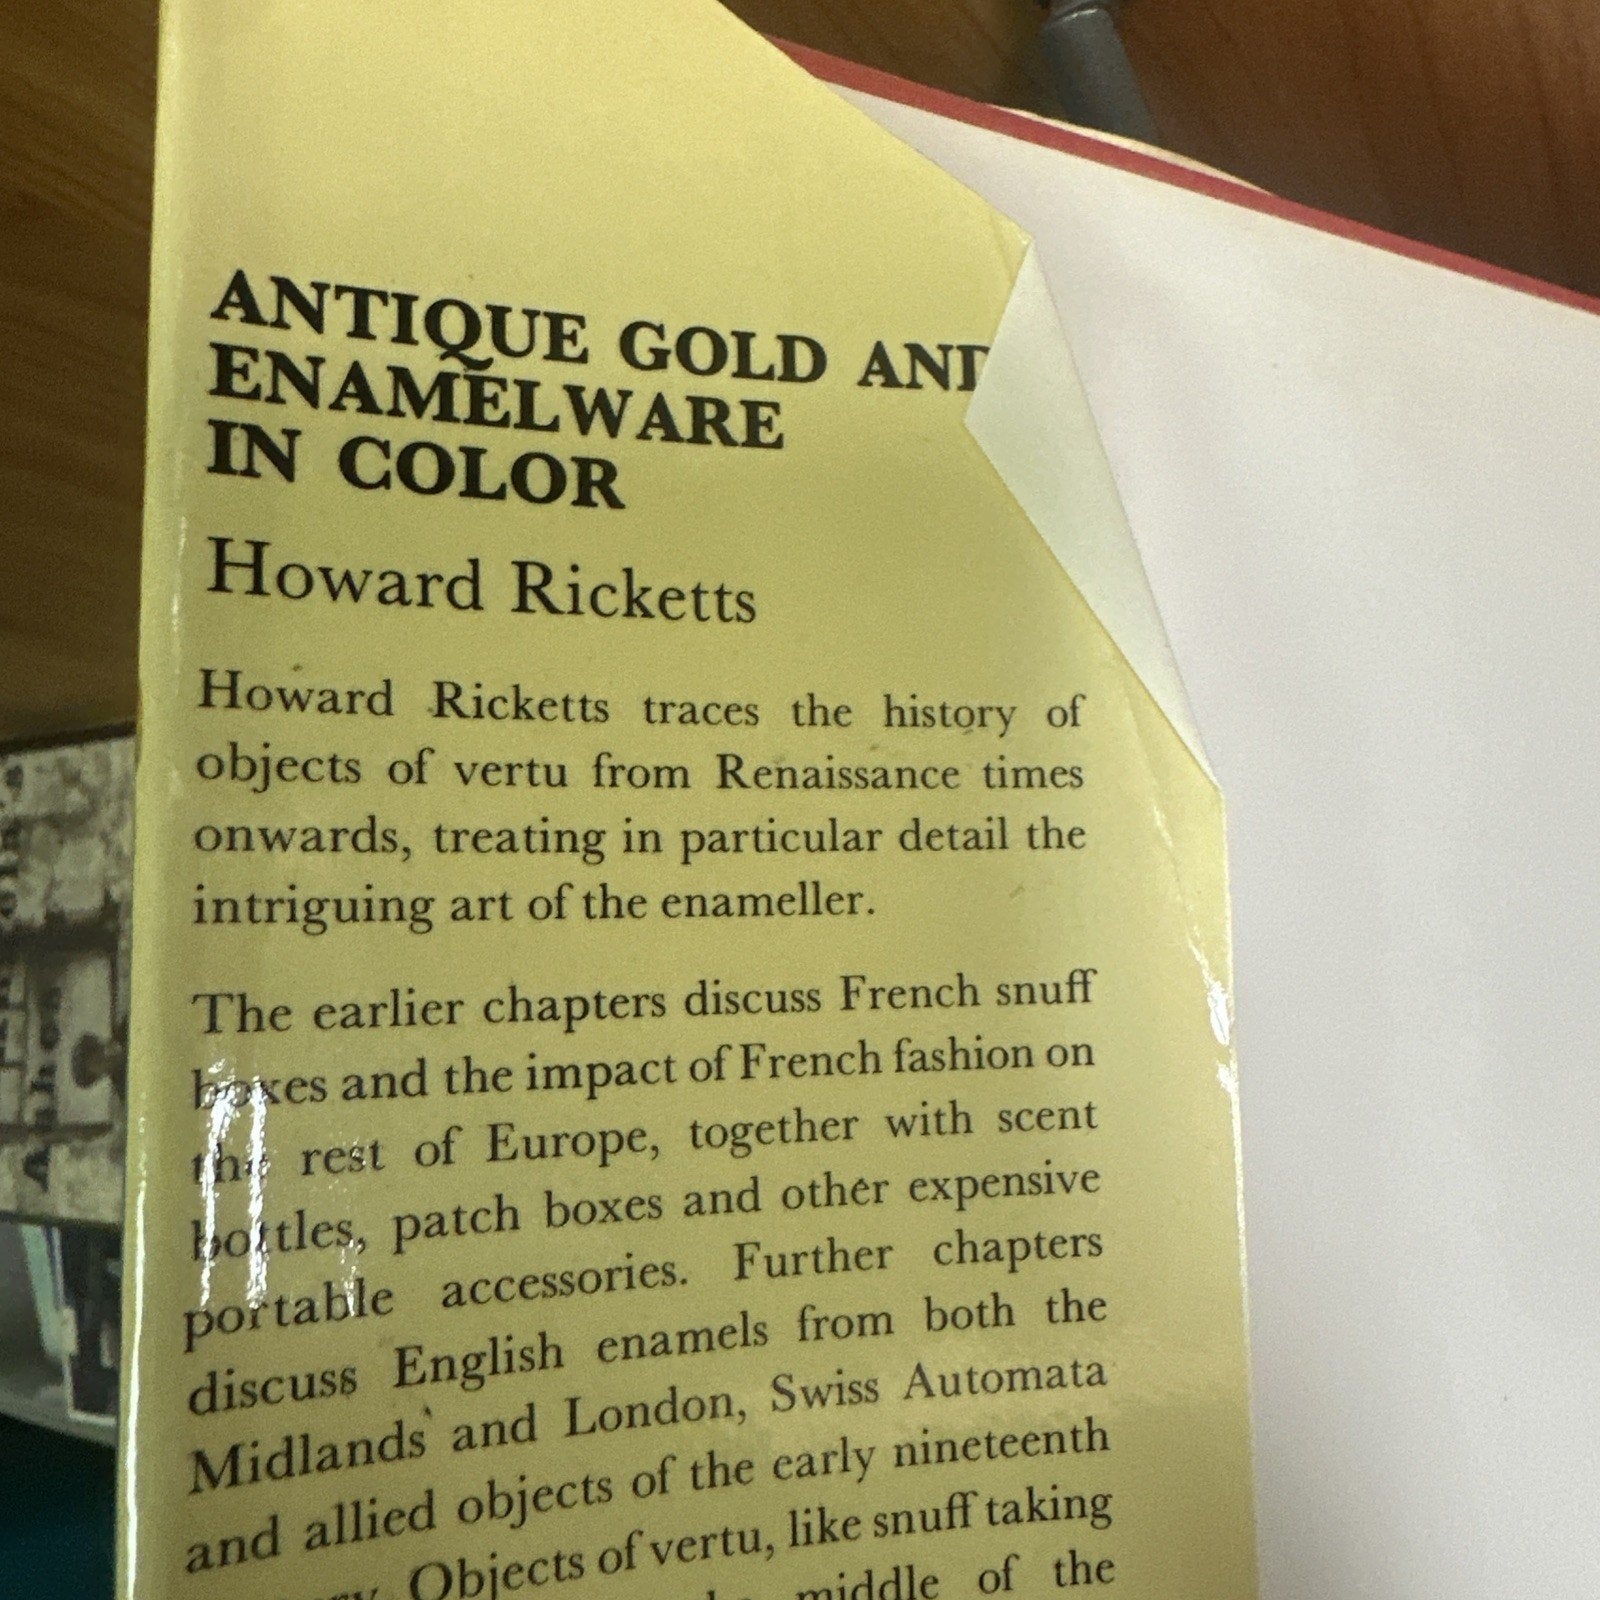 ANTIQUE GOLD AND
ENAMELWARE
IN COLOR
Howard Ricketts
Howard Ricketts traces the history of
objects of vertu from Renaissance times
onwards, treating in particular detail the
intriguing art of the enameller.
The earlier chapters discuss French snuff
boxes and the impact of French fashion on
the rest of Europe, together with scent
bottles, patch boxes and other expensive
portable accessories. Further chapters
discuss English enamels from both the
Midlands and London, Swiss Automata
and allied objects of the early nineteenth
Objects of vertu, like snuff taking
middle of the